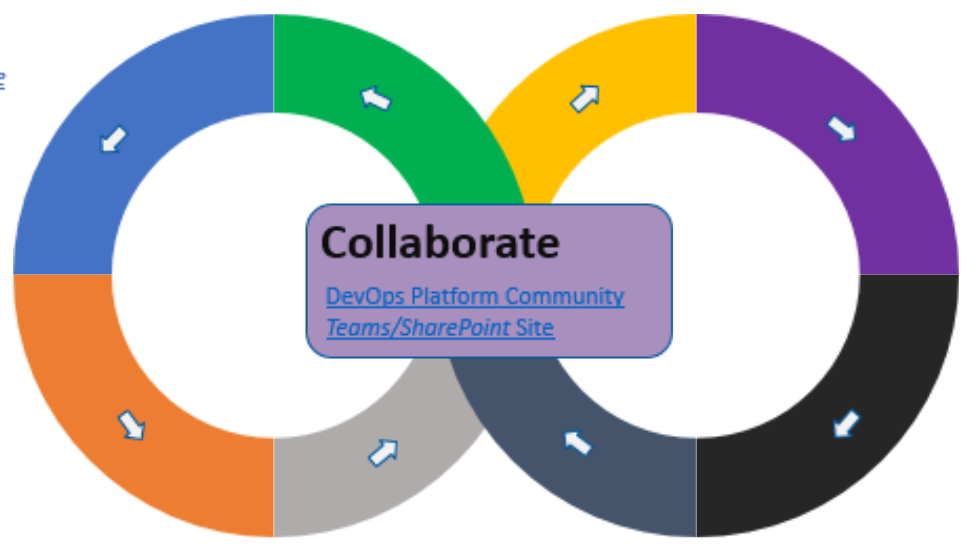 Collaborate
DevOps Platform Community
Teams/SharePoint Site